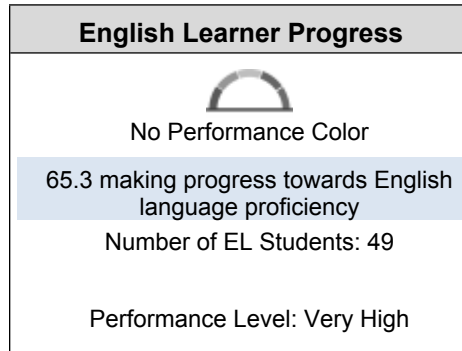 English Learner Progress
No Performance Color
65.3 making progress towards English
language proficiency
Number of EL Students: 49
Performance Level: Very High